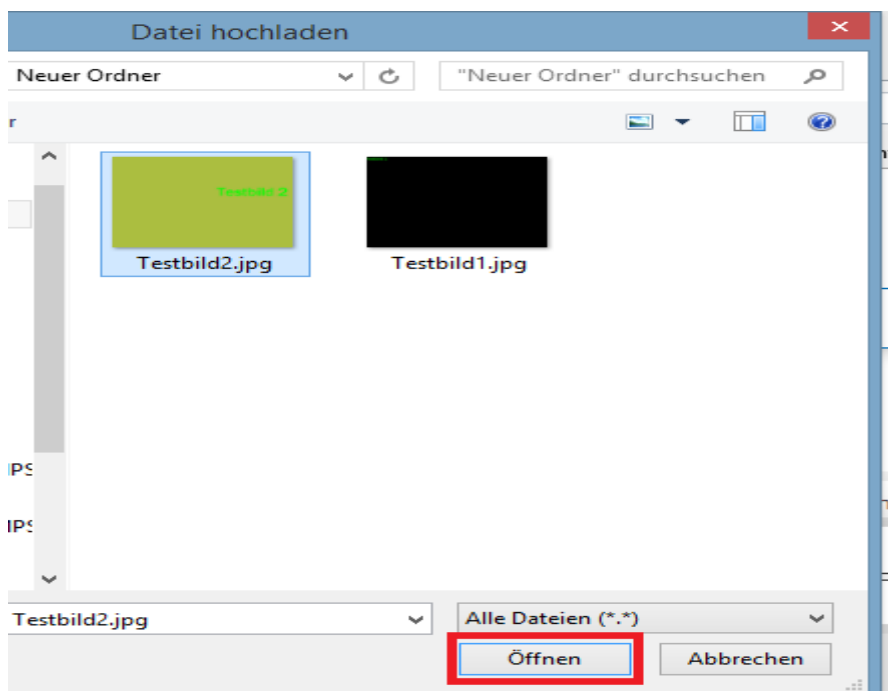 Datei hochladen
Neuer Ordner
"Neuer Ordner" durchsuchen
r
Testbild 2
Testbild2.jpg
Testbild1.jpg
IPS
IPS
Testbild2.jpg
Alle Dateien (*.*)
Öffnen
Abbrechen